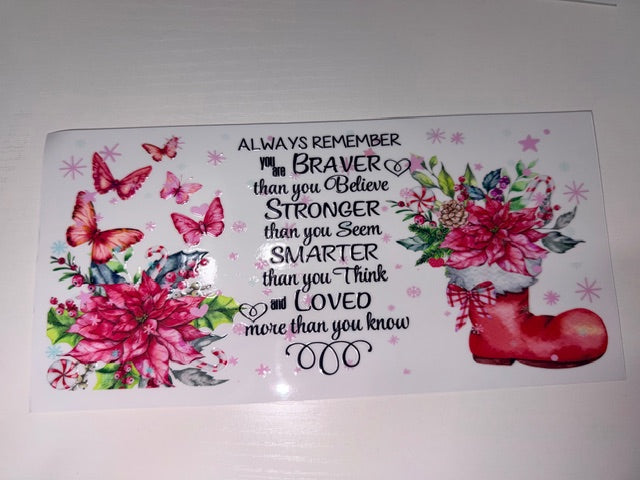 ALWAYS REMEMBER
you are BRAVER
than you Believe
STRONGER
than you Seem
SMARTER
than you Think
and LOVED
more than you know